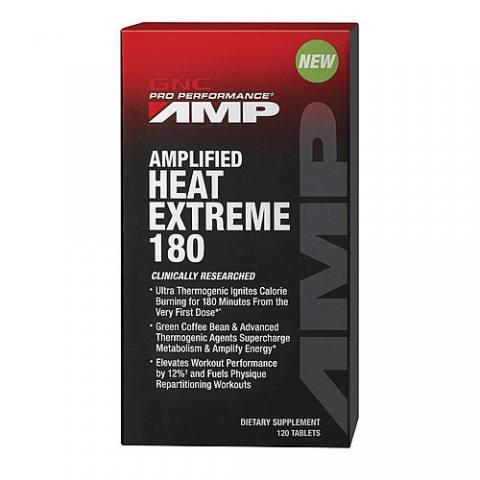 NEW
GNC
PRO PERFORMANCE®
AMP
AMPLIFIED
HEAT
EXTREME
180
CLINICALLY RESEARCHED
• Ultra Thermogenic Ignites Calorie
Burning for 180 Minutes From the
Very First Dose*^
• Green Coffee Bean & Advanced
Thermogenic Agents Supercharge
Metabolism & Amplify Energy*
• Elevates Workout Performance
by 12%† and Fuels Physique
Repartitioning Workouts
AMP
DIETARY SUPPLEMENT
120 TABLETS